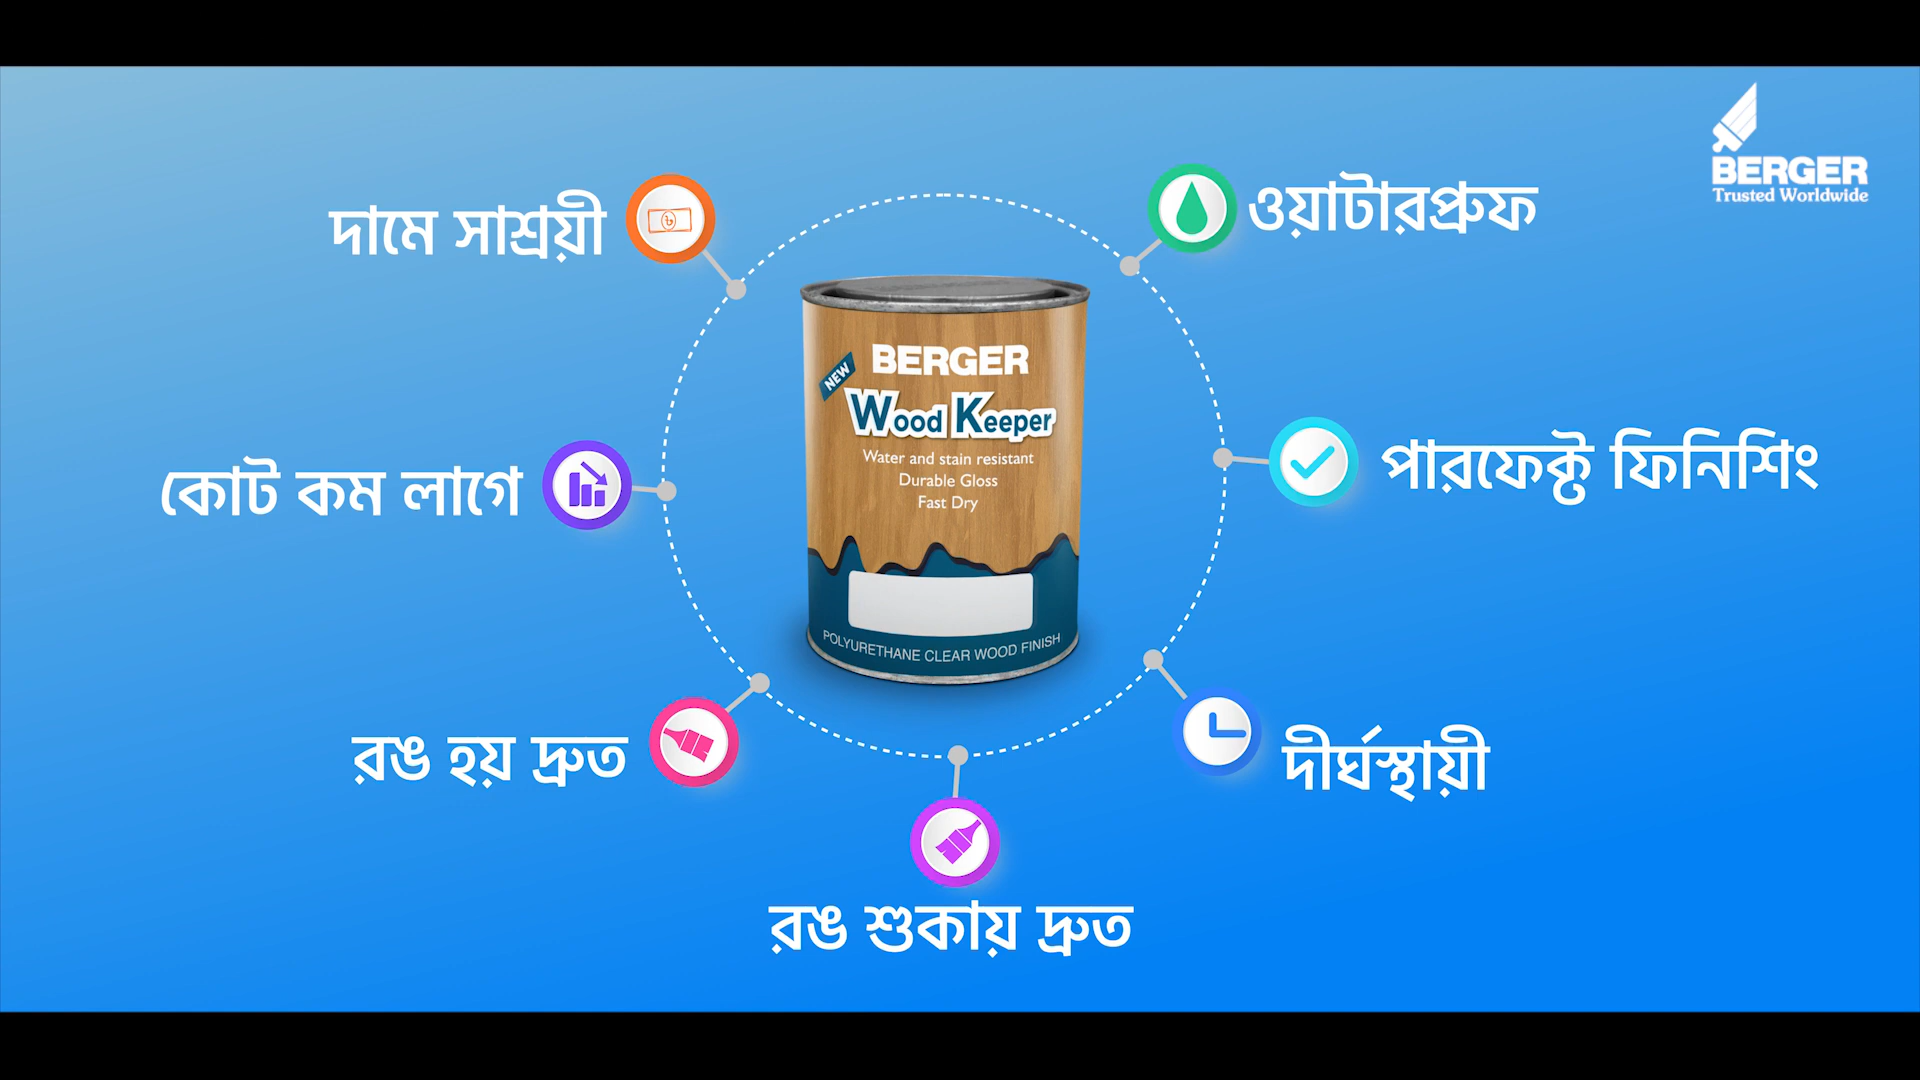 BERGER
Trusted Worldwide
দামে সাশ্রয়ী
ওয়াটারপ্রুফ
BERGER
NEW
Wood Keeper
Water and stain resistant
Durable Gloss
Fast Dry
কোট কম লাগে
পারফেক্ট ফিনিশিং
POLYURETHANE CLEAR WOOD FINISH
রঙ হয় দ্রুত
দীর্ঘস্থায়ী
রঙ শুকায় দ্রুত